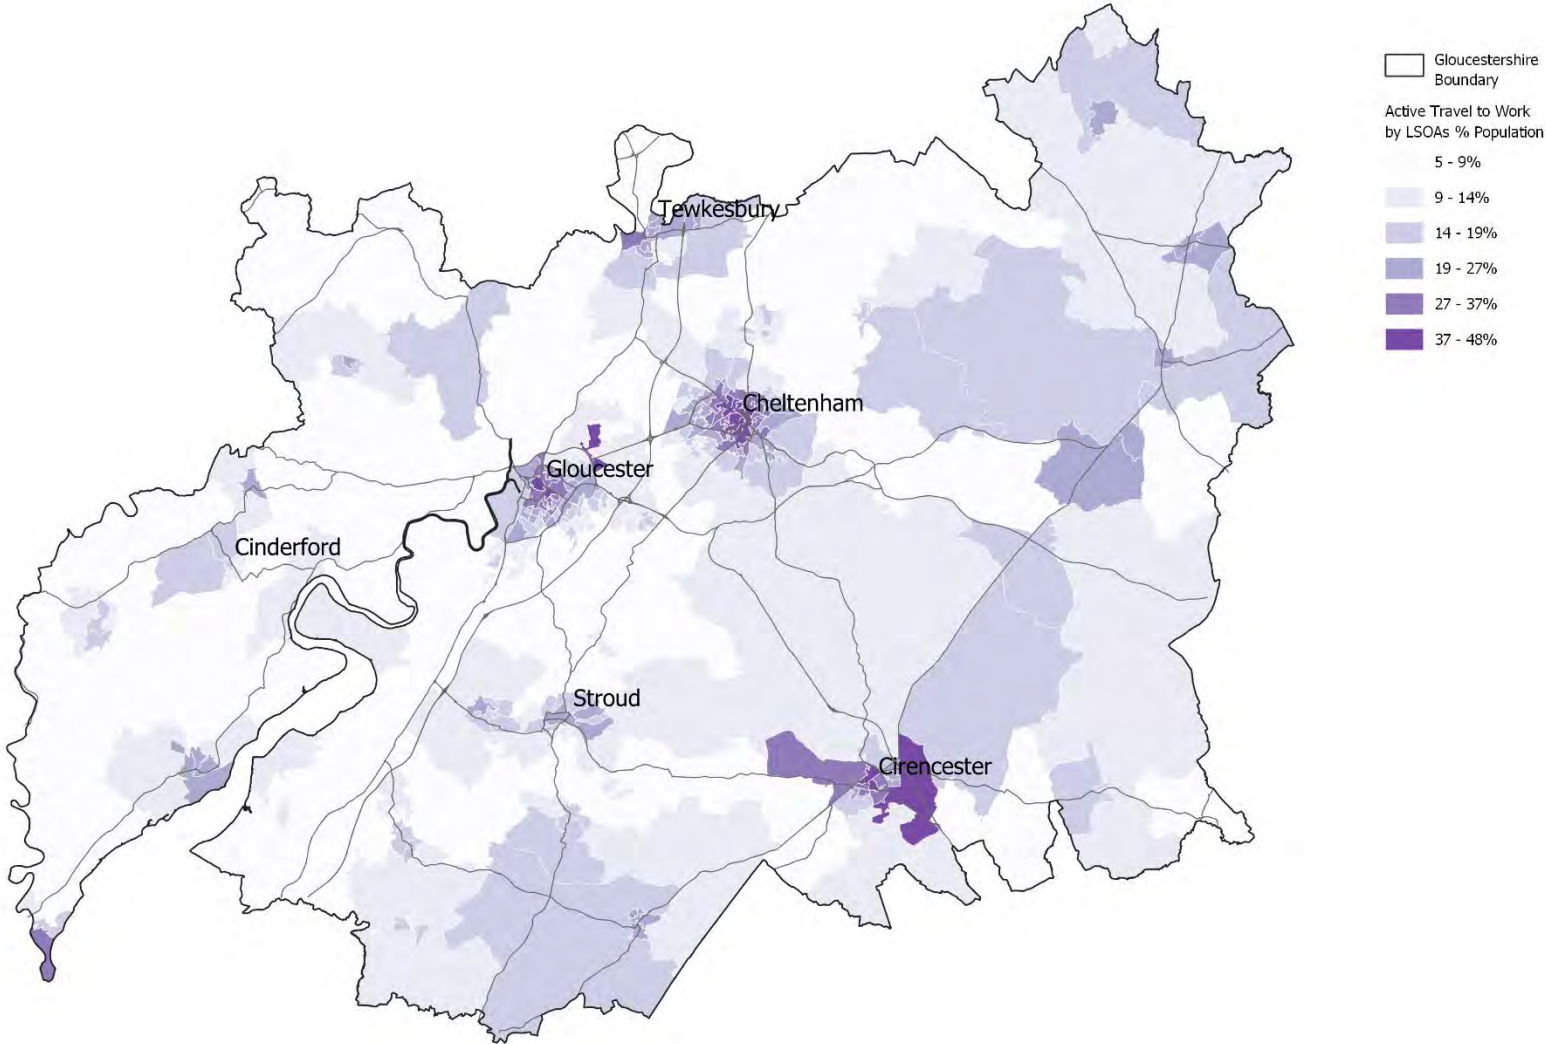 Gloucestershire
Boundary
Active Travel to Work
by LSOAs % Population
5 - 9%
9 - 14%
14 - 19%
19 - 27%
27 - 37%
37 - 48%
Tewkesbury
Cheltenham
Gloucester
Cinderford
Stroud
Cirencester